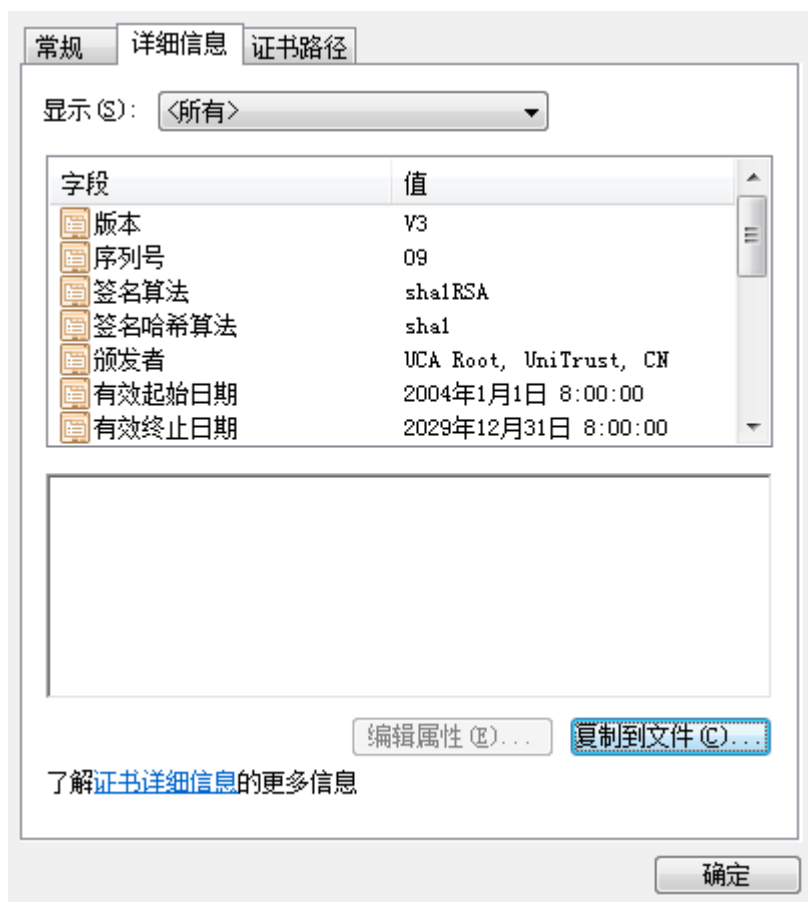 常规 详细信息 证书路径
显示(S): <所有>
字段 值
版本 V3
序列号 09
签名算法 sha1RSA
签名哈希算法 sha1
颁发者 UCA Root, UniTrust, CN
有效起始日期 2004年1月1日 8:00:00
有效终止日期 2029年12月31日 8:00:00
编辑属性(E)... 复制到文件(C)...
了解证书详细信息的更多信息
确定